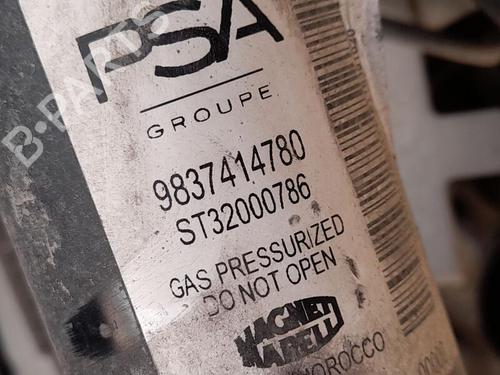 B-PARTS
PSA
GROUPE
9837414780
ST32000786
GAS PRESSURIZED
DO NOT OPEN
MAGNETI
MARELLI
MOROCCO